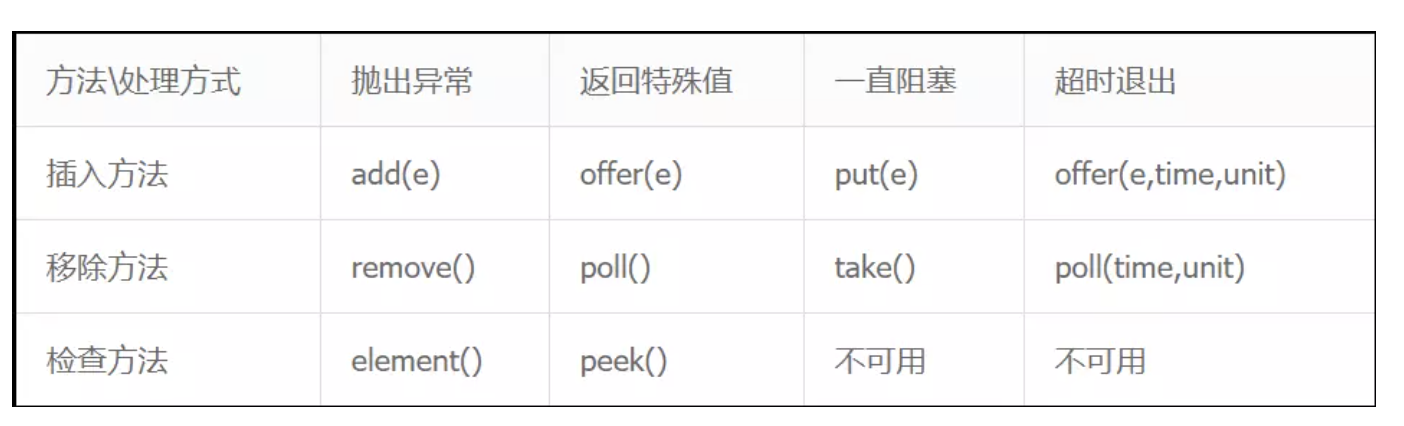 方法\处理方式 抛出异常 返回特殊值 一直阻塞 超时退出
插入方法 add(e) offer(e) put(e) offer(e,time,unit)
移除方法 remove() poll() take() poll(time,unit)
检查方法 element() peek() 不可用 不可用